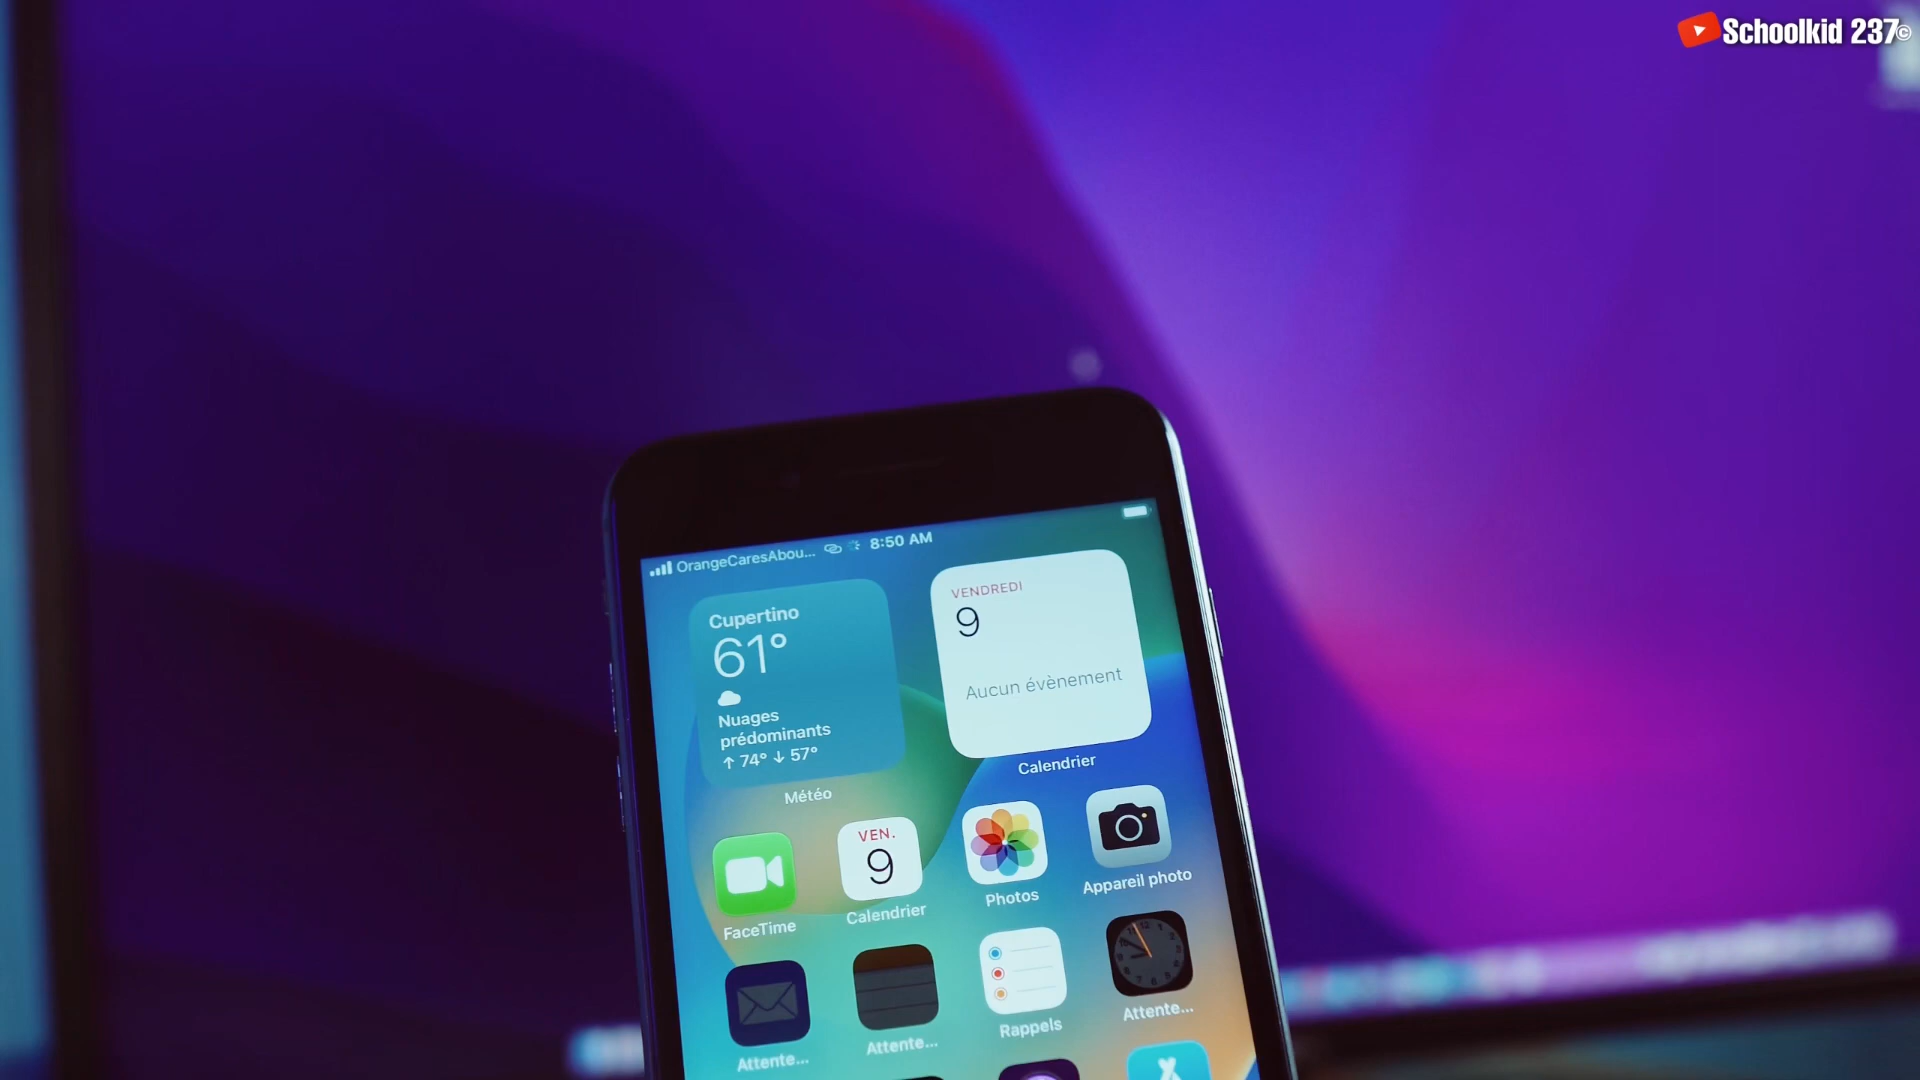 Schoolkid 237©
OrangeCaresAbou... 8:50 AM
Cupertino
61°
Nuages
prédominants
↑ 74° ↓ 57°
Météo
VENDREDI
9
Aucun évènement
Calendrier
FaceTime
VEN.
9
Calendrier
Photos
Appareil photo
Attente...
Attente...
Rappels
Attente...